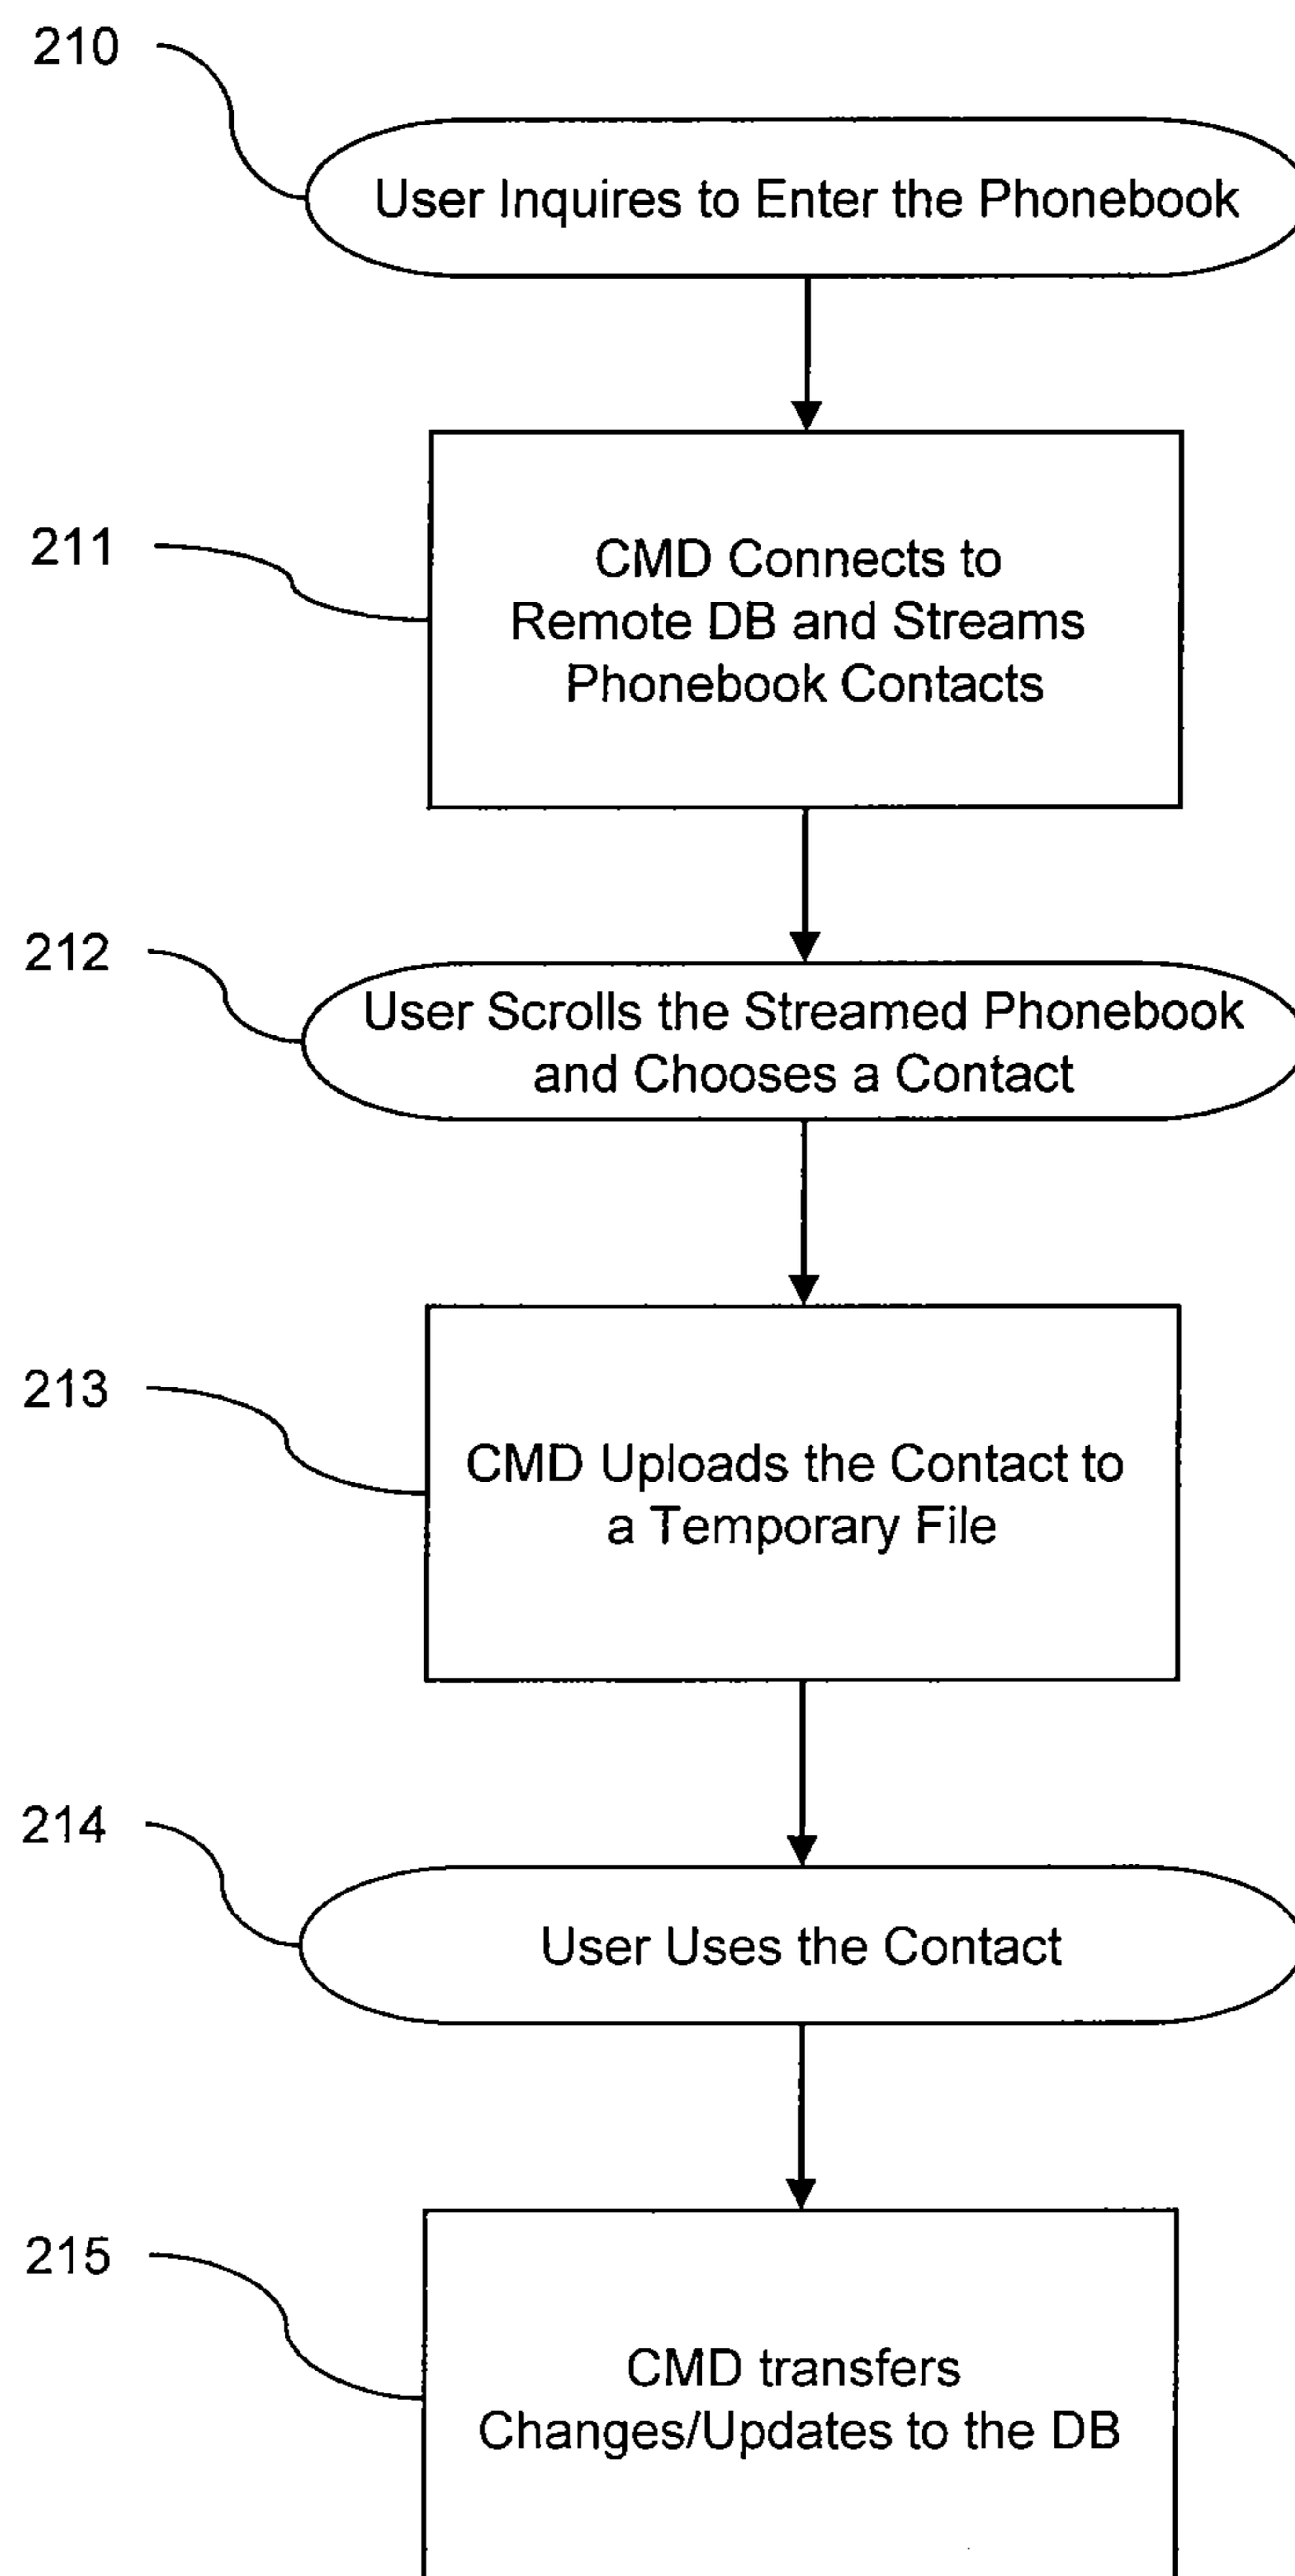 210
User Inquires to Enter the Phonebook
211
CMD Connects to
Remote DB and Streams
Phonebook Contacts
212
User Scrolls the Streamed Phonebook
and Chooses a Contact
213
CMD Uploads the Contact to
a Temporary File
214
User Uses the Contact
215
CMD transfers
Changes/Updates to the DB